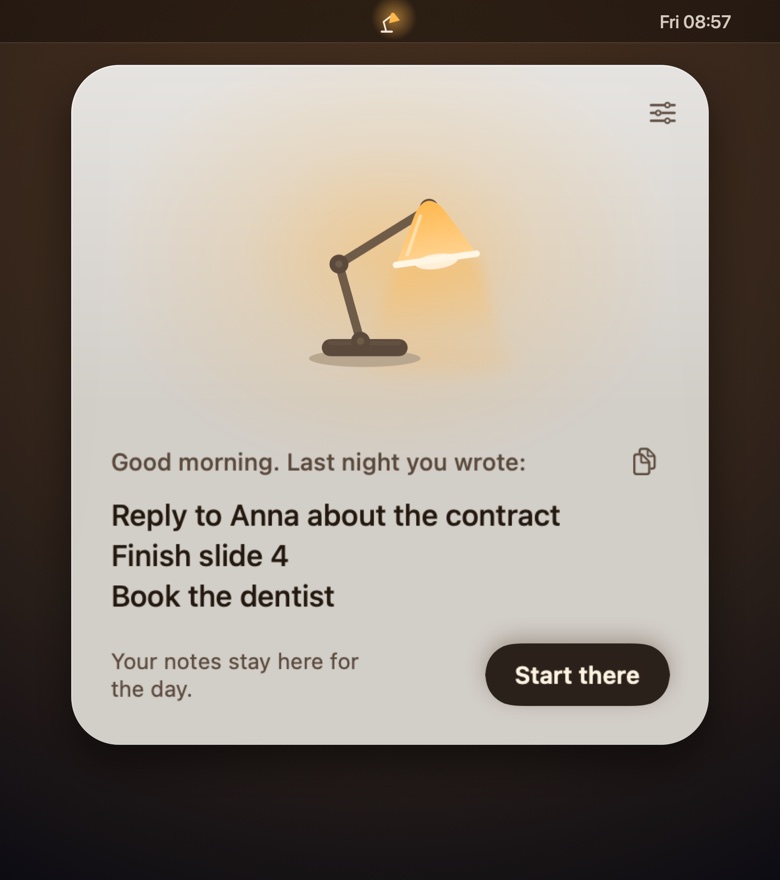 Fri 08:57
Good morning. Last night you wrote:
Reply to Anna about the contract
Finish slide 4
Book the dentist
Your notes stay here for
the day.
Start there